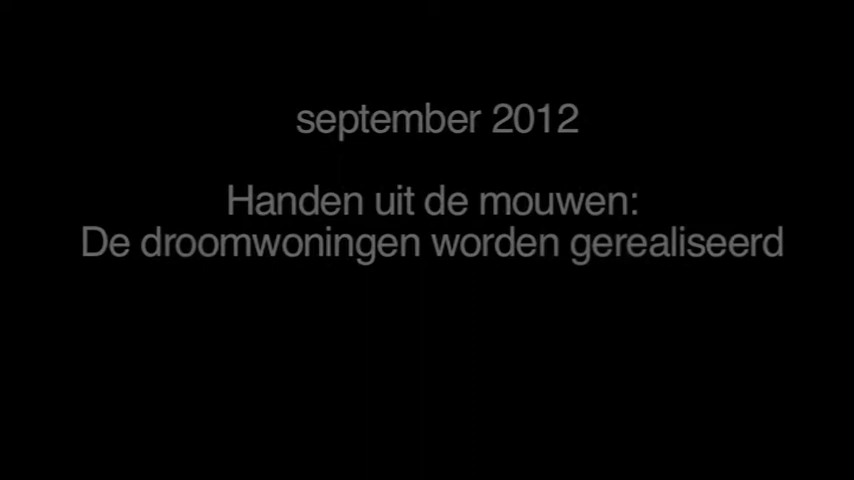 september 2012
Handen uit de mouwen:
De droomwoningen worden gerealiseerd